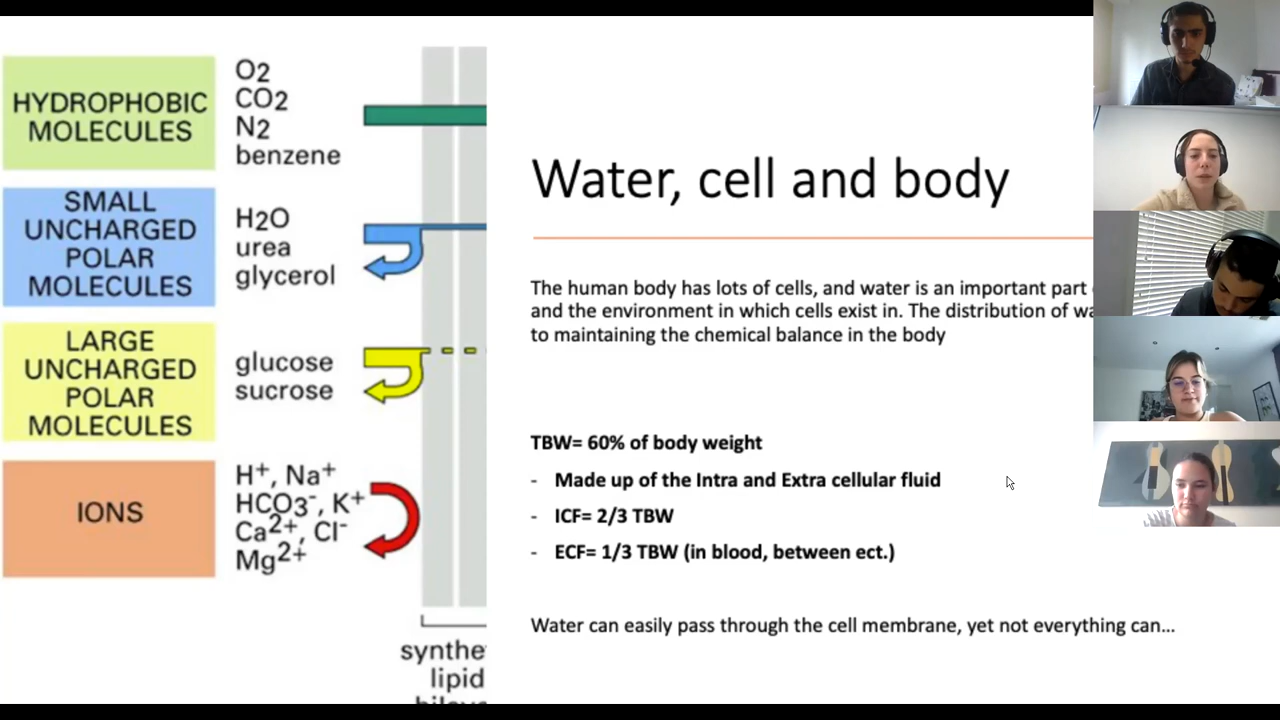 HYDROPHOBIC
MOLECULES
O2
CO2
N2
benzene
SMALL
UNCHARGED
POLAR
MOLECULES
H2O
urea
glycerol
LARGE
UNCHARGED
POLAR
MOLECULES
glucose
sucrose
IONS
H+, Na+
HCO3-, K+
Ca2+, Cl-
Mg2+
lipid
Water, cell and body
The human body has lots of cells, and water is an important part
and the environment in which cells exist in. The distribution of
to maintaining the chemical balance in the body
TBW= 60% of body weight
- Made up of the Intra and Extra cellular fluid
- ICF= 2/3 TBW
- ECF= 1/3 TBW (in blood, between ect.)
Water can easily pass through the cell membrane, yet not everything can...